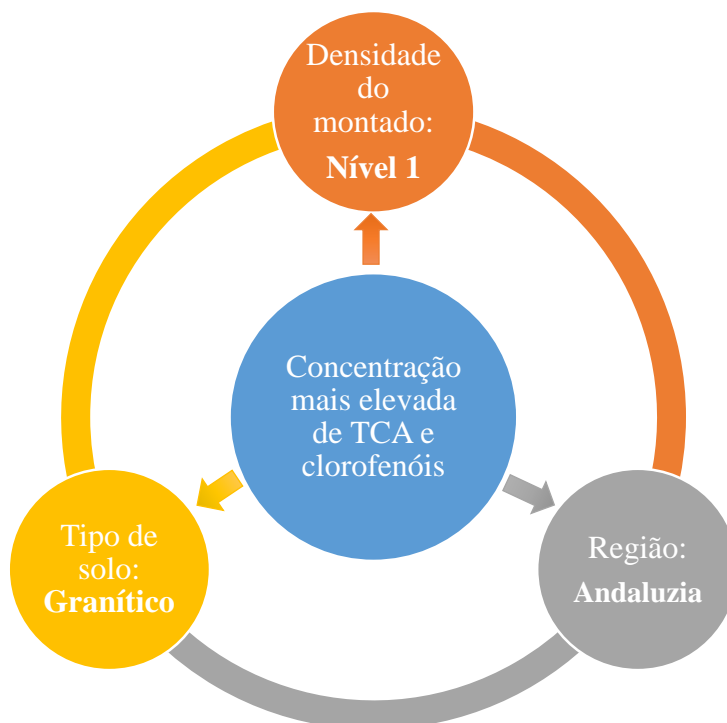 Densidade
do
montado:
Nível 1
Concentração
mais elevada
de TCA e
clorofenóis
Tipo de
solo:
Granítico
Região:
Andaluzia